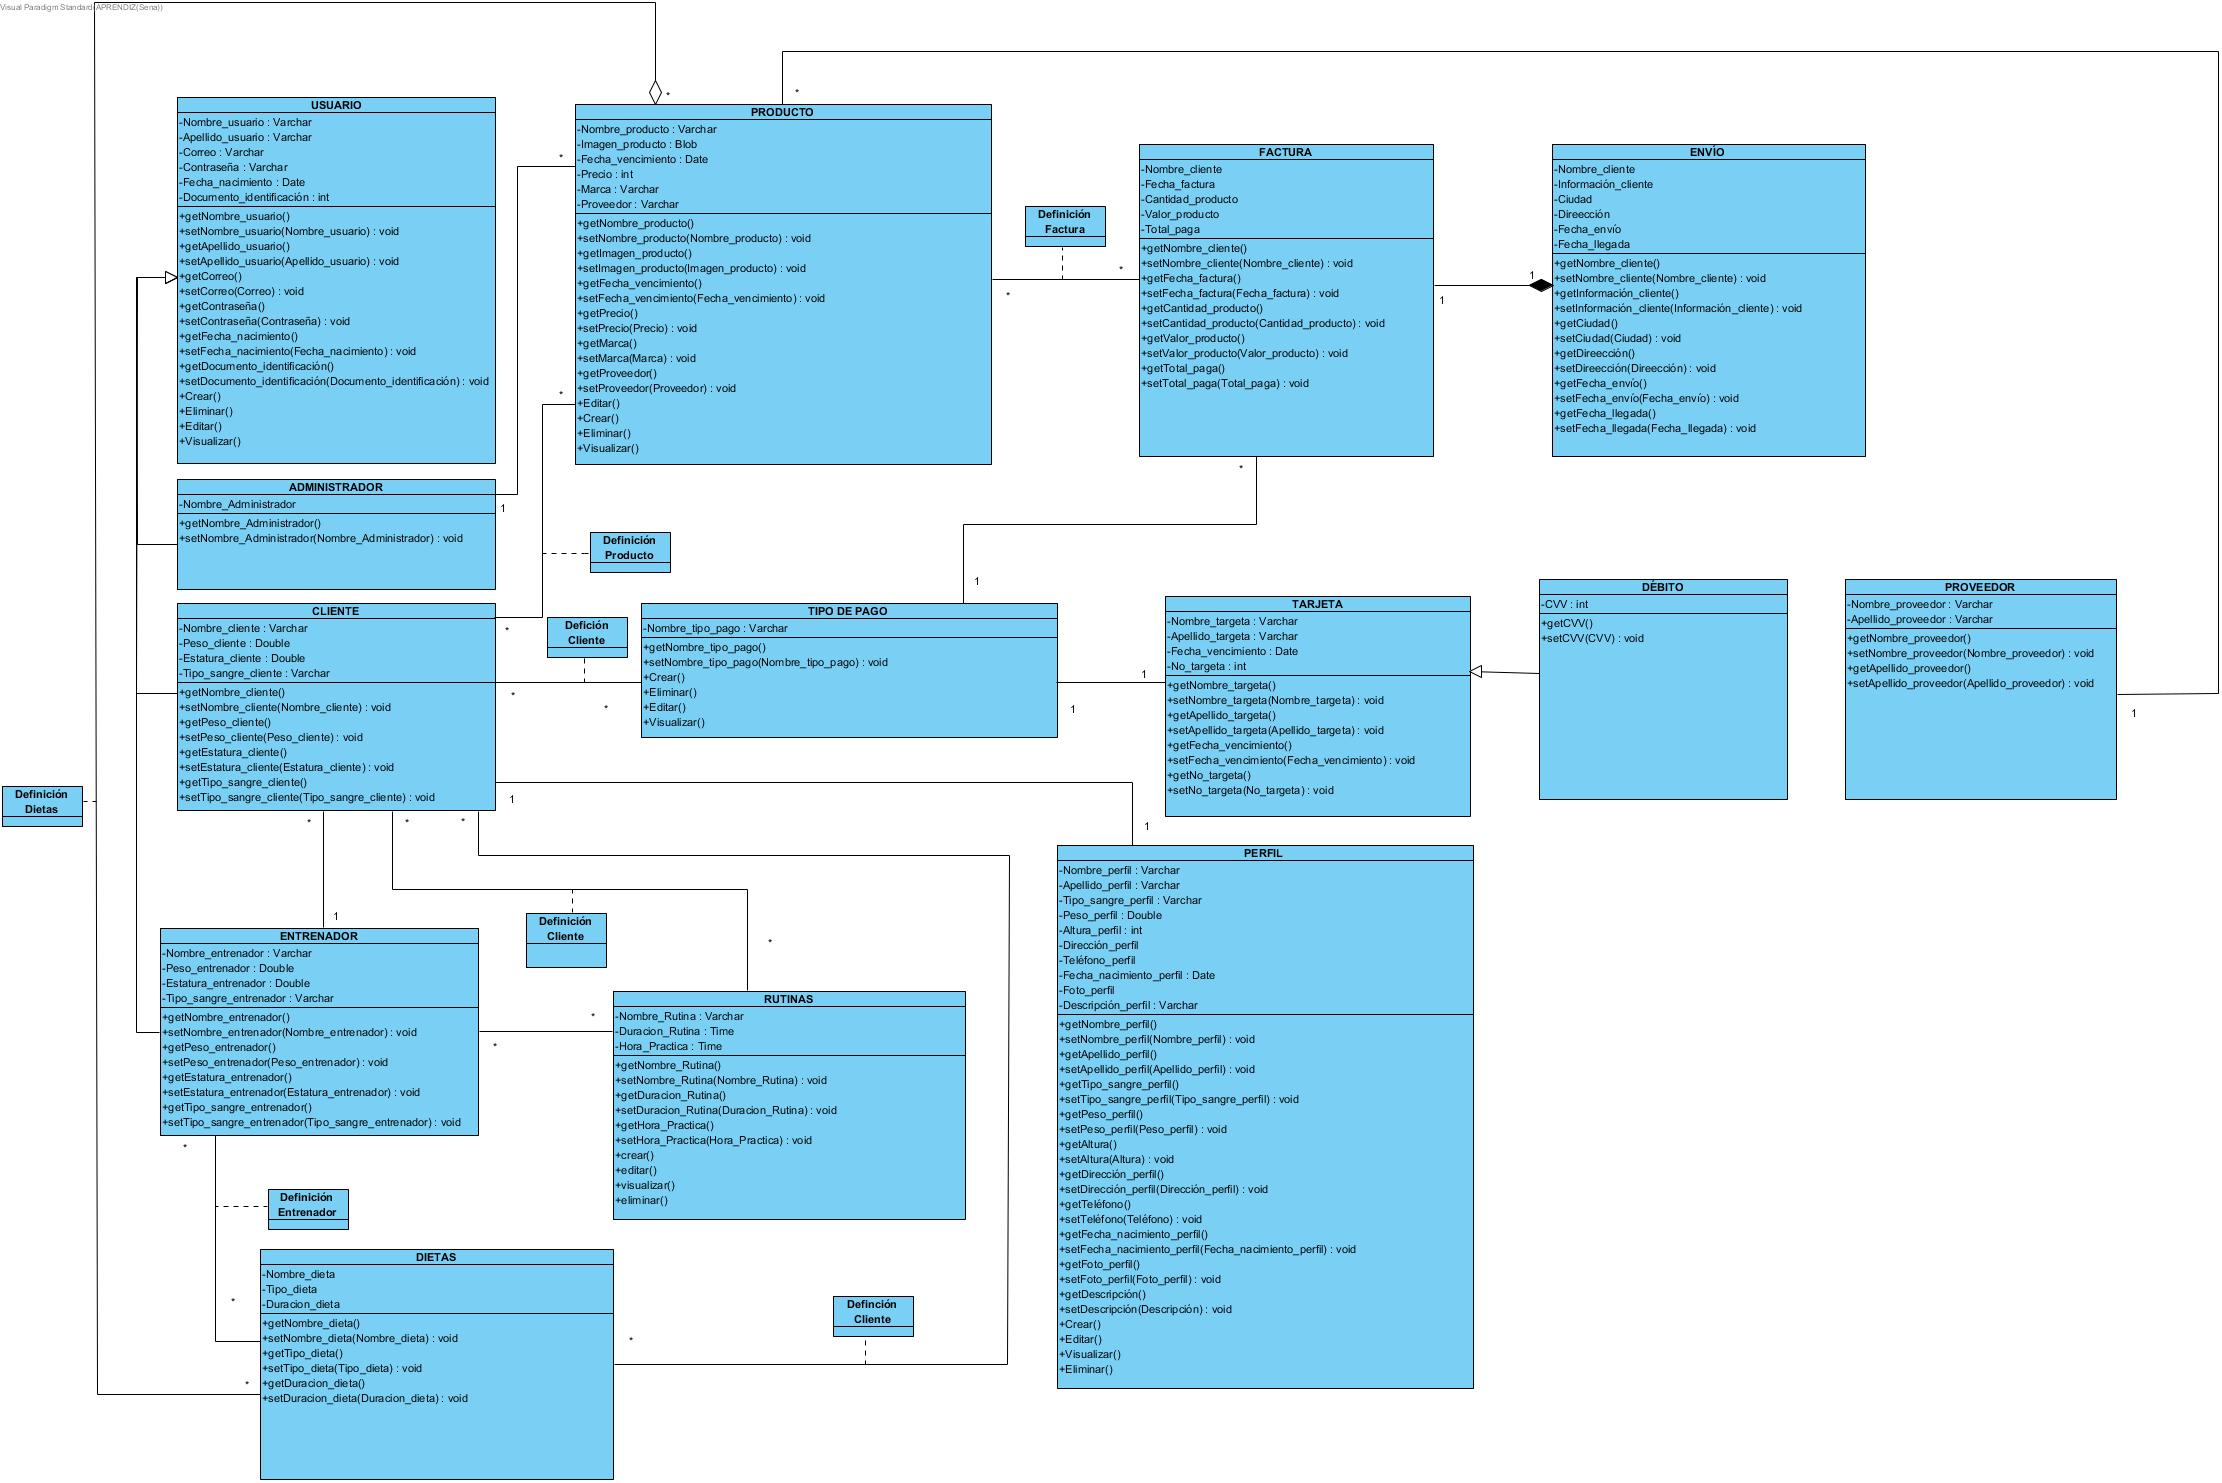 Visual Paradigm Standard(APRENDIZ(Sena))
USUARIO
-Nombre_usuario : Varchar
-Apellido_usuario : Varchar
-Correo : Varchar
-Contraseña : Varchar
-Fecha_nacimiento : Date
-Documento_identificación : int
+getNombre_usuario()
+setNombre_usuario(Nombre_usuario) : void
+getApellido_usuario()
+setApellido_usuario(Apellido_usuario) : void
+getCorreo()
+setCorreo(Correo) : void
+getContraseña()
+setContraseña(Contraseña) : void
+getFecha_nacimiento()
+setFecha_nacimiento(Fecha_nacimiento) : void
+getDocumento_identificación()
+setDocumento_identificación(Documento_identificación) : void
+Crear()
+Eliminar()
+Editar()
+Visualizar()
*
*
*
*
PRODUCTO
-Nombre_producto : Varchar
-Imagen_producto : Blob
-Fecha_vencimiento : Date
-Precio : int
-Marca : Varchar
-Proveedor : Varchar
+getNombre_producto()
+setNombre_producto(Nombre_producto) : void
+getImagen_producto()
+setImagen_producto(Imagen_producto) : void
+getFecha_vencimiento()
+setFecha_vencimiento(Fecha_vencimiento) : void
+getPrecio()
+setPrecio(Precio) : void
+getMarca()
+setMarca(Marca) : void
+getProveedor()
+setProveedor(Proveedor) : void
+Editar()
+Crear()
+Eliminar()
+Visualizar()
Definición
Factura
*
*
FACTURA
-Nombre_cliente
-Fecha_factura
-Cantidad_producto
-Valor_producto
-Total_paga
+getNombre_cliente()
+setNombre_cliente(Nombre_cliente) : void
+getFecha_factura()
+setFecha_factura(Fecha_factura) : void
+getCantidad_producto()
+setCantidad_producto(Cantidad_producto) : void
+getValor_producto()
+setValor_producto(Valor_producto) : void
+getTotal_paga()
+setTotal_paga(Total_paga) : void
*
1
1
ENVÍO
-Nombre_cliente
-Información_cliente
-Ciudad
-Direección
-Fecha_envío
-Fecha_llegada
+getNombre_cliente()
+setNombre_cliente(Nombre_cliente) : void
+getInformación_cliente()
+setInformación_cliente(Información_cliente) : void
+getCiudad()
+setCiudad(Ciudad) : void
+getDireección()
+setDirección(Direección) : void
+getFecha_envío()
+setFecha_envío(Fecha_envío) : void
+getFecha_llegada()
+setFecha_llegada(Fecha_llegada) : void
ADMINISTRADOR
-Nombre_Administrador
+getNombre_Administrador()
+setNombre_Administrador(Nombre_Administrador) : void
1
Definición
Producto
CLIENTE
-Nombre_cliente : Varchar
-Peso_cliente : Double
-Estatura_cliente : Double
-Tipo_sangre_cliente : Varchar
+getNombre_cliente()
+setNombre_cliente(Nombre_cliente) : void
+getPeso_cliente()
+setPeso_cliente(Peso_cliente) : void
+getEstatura_cliente()
+setEstatura_cliente(Estatura_cliente) : void
+getTipo_sangre_cliente()
+setTipo_sangre_cliente(Tipo_sangre_cliente) : void
*
*
*
1
*
*
*
Defición
Cliente
1
TIPO DE PAGO
-Nombre_tipo_pago : Varchar
+getNombre_tipo_pago()
+setNombre_tipo_pago(Nombre_tipo_pago) : void
+Crear()
+Eliminar()
+Editar()
+Visualizar()
1
1
TARJETA
-Nombre_targeta : Varchar
-Apellido_targeta : Varchar
-Fecha_vencimiento : Date
-No_targeta : int
+getNombre_targeta()
+setNombre_targeta(Nombre_targeta) : void
+getApellido_targeta()
+setApellido_targeta(Apellido_targeta) : void
+getFecha_vencimiento()
+setFecha_vencimiento(Fecha_vencimiento) : void
+getNo_targeta()
+setNo_targeta(No_targeta) : void
DÉBITO
-CVV : int
+getCVV()
+setCVV(CVV) : void
PROVEEDOR
-Nombre_proveedor : Varchar
-Apellido_proveedor : Varchar
+getNombre_proveedor()
+setNombre_proveedor(Nombre_proveedor) : void
+getApellido_proveedor()
+setApellido_proveedor(Apellido_proveedor) : void
1
Definición
Dietas
1
ENTRENADOR
-Nombre_entrenador : Varchar
-Peso_entrenador : Double
-Estatura_entrenador : Double
-Tipo_sangre_entrenador : Varchar
+getNombre_entrenador()
+setNombre_entrenador(Nombre_entrenador) : void
+getPeso_entrenador()
+setPeso_entrenador(Peso_entrenador) : void
+getEstatura_entrenador()
+setEstatura_entrenador(Estatura_entrenador) : void
+getTipo_sangre_entrenador()
+setTipo_sangre_entrenador(Tipo_sangre_entrenador) : void
*
*
*
Definición
Cliente
*
RUTINAS
-Nombre_Rutina : Varchar
-Duracion_Rutina : Time
-Hora_Practica : Time
+getNombre_Rutina()
+setNombre_Rutina(Nombre_Rutina) : void
+getDuracion_Rutina()
+setDuracion_Rutina(Duracion_Rutina) : void
+getHora_Practica()
+setHora_Practica(Hora_Practica) : void
+crear()
+editar()
+visualizar()
+eliminar()
1
PERFIL
-Nombre_perfil : Varchar
-Apellido_perfil : Varchar
-Tipo_sangre_perfil : Varchar
-Peso_perfil : Double
-Altura_perfil : int
-Dirección_perfil
-Teléfono_perfil
-Fecha_nacimiento_perfil : Date
-Foto_perfil
-Descripción_perfil : Varchar
+getNombre_perfil()
+setNombre_perfil(Nombre_perfil) : void
+getApellido_perfil()
+setApellido_perfil(Apellido_perfil) : void
+getTipo_sangre_perfil()
+setTipo_sangre_perfil(Tipo_sangre_perfil) : void
+getPeso_perfil()
+setPeso_perfil(Peso_perfil) : void
+getAltura()
+setAltura(Altura) : void
+getDirección_perfil()
+setDirección_perfil(Dirección_perfil) : void
+getTeléfono()
+setTeléfono(Teléfono) : void
+getFecha_nacimiento_perfil()
+setFecha_nacimiento_perfil(Fecha_nacimiento_perfil) : void
+getFoto_perfil()
+setFoto_perfil(Foto_perfil) : void
+getDescripción()
+setDescripción(Descripción) : void
+Crear()
+Editar()
+Visualizar()
+Eliminar()
Definición
Entrenador
*
*
DIETAS
-Nombre_dieta
-Tipo_dieta
-Duracion_dieta
+getNombre_dieta()
+setNombre_dieta(Nombre_dieta) : void
+getTipo_dieta()
+setTipo_dieta(Tipo_dieta) : void
+getDuracion_dieta()
+setDuracion_dieta(Duracion_dieta) : void
*
Definción
Cliente